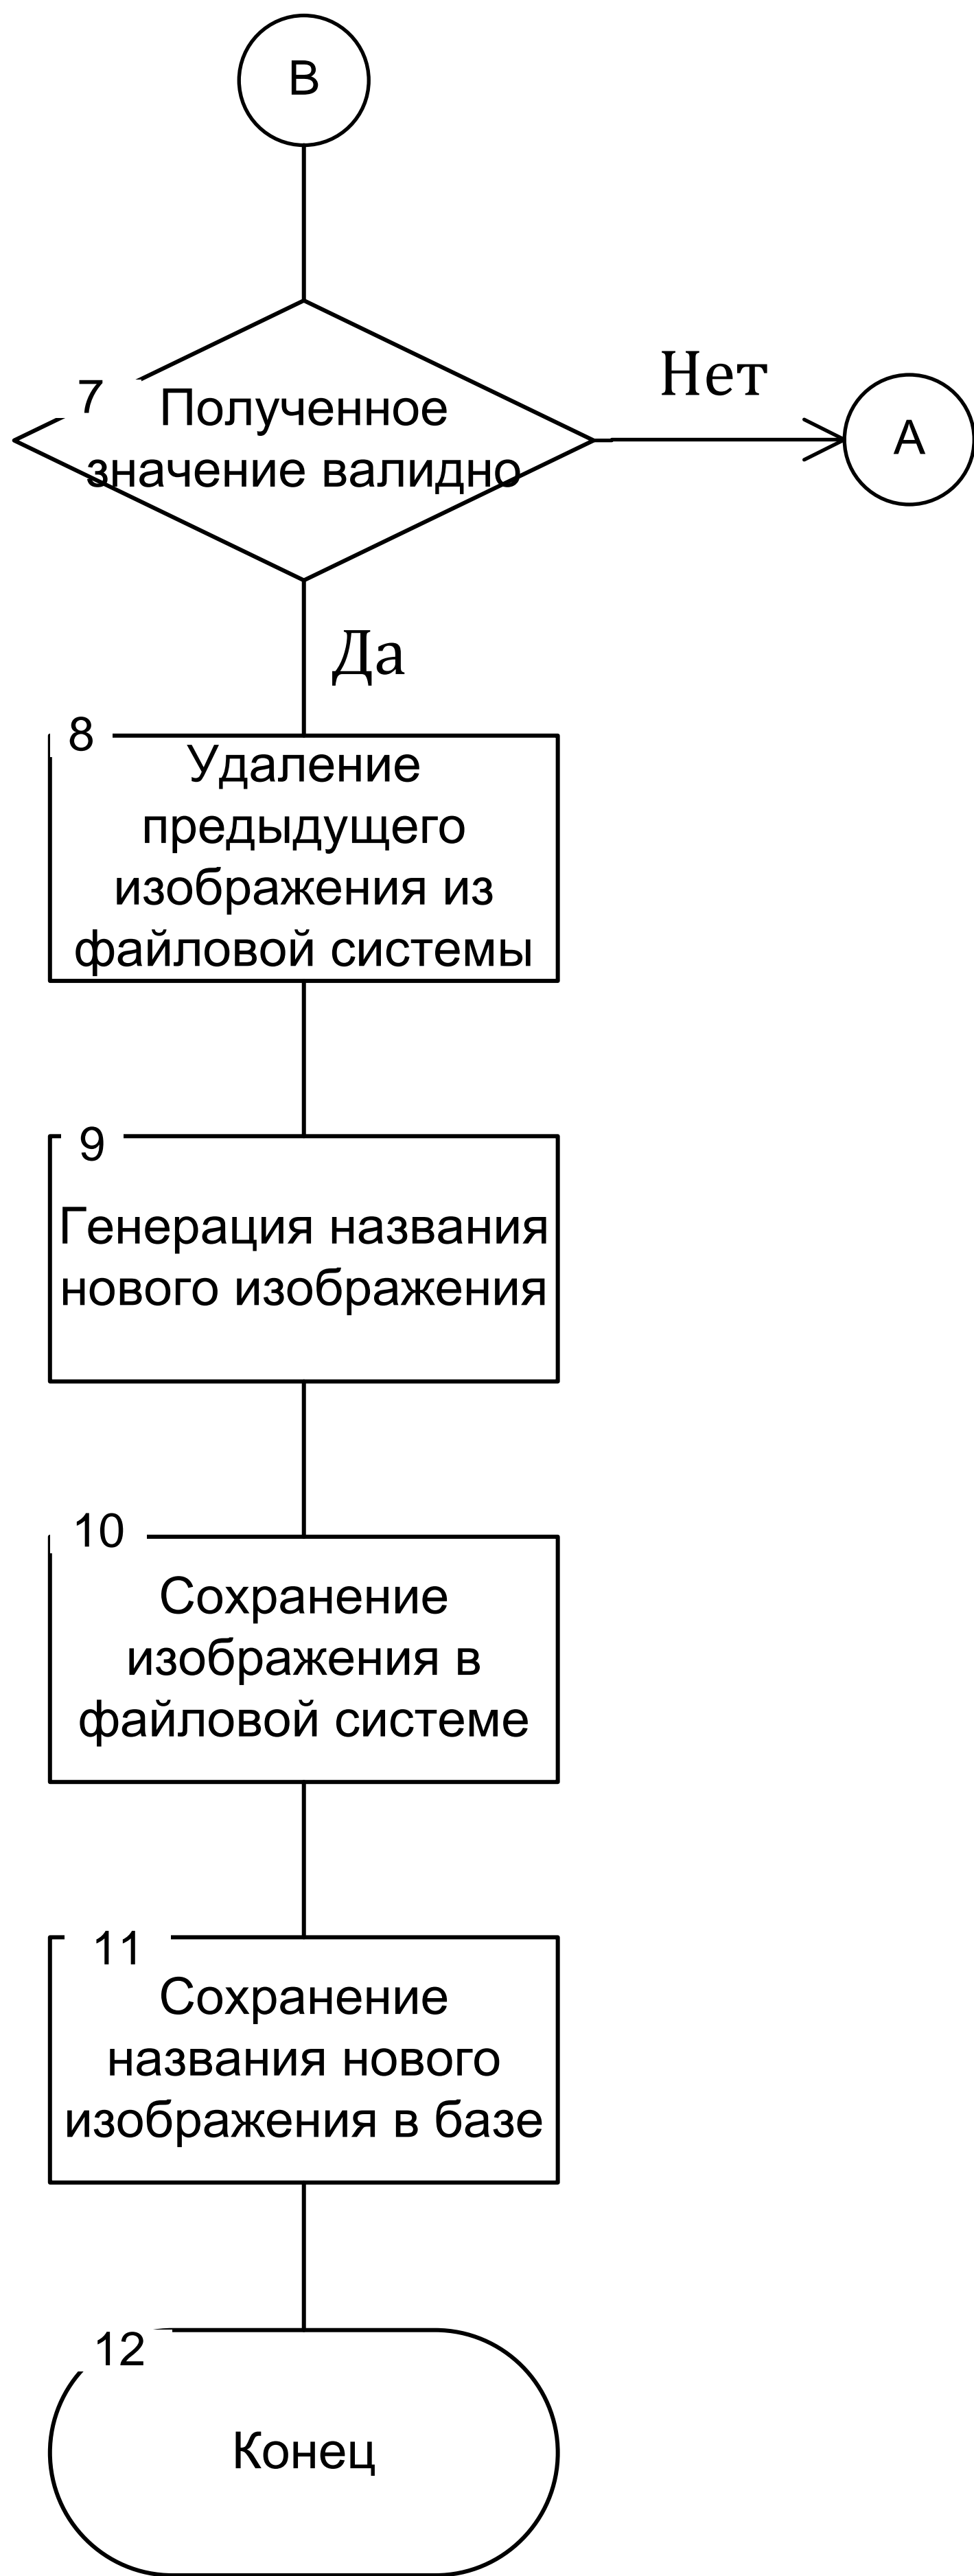 В
7
Полученное
значение валидно
Нет
А
Да
8
Удаление
предыдущего
изображения из
файловой системы
9
Генерация названия
нового изображения
10
Сохранение
изображения в
файловой системе
11
Сохранение
названия нового
изображения в базе
12
Конец